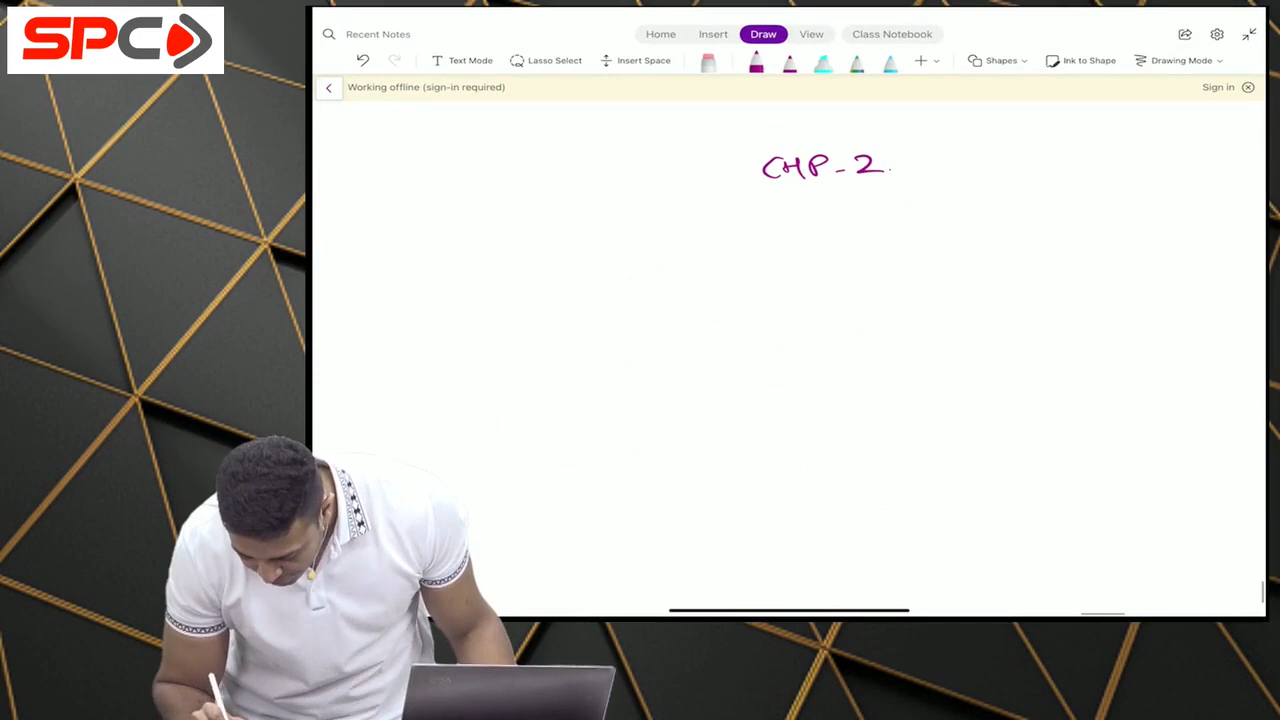 SPC
Recent Notes
Home Insert Draw View Class Notebook
Text Mode Lasso Select Insert Space Shapes Ink to Shape Drawing Mode
Working offline (sign-in required) Sign in
CHP-2.